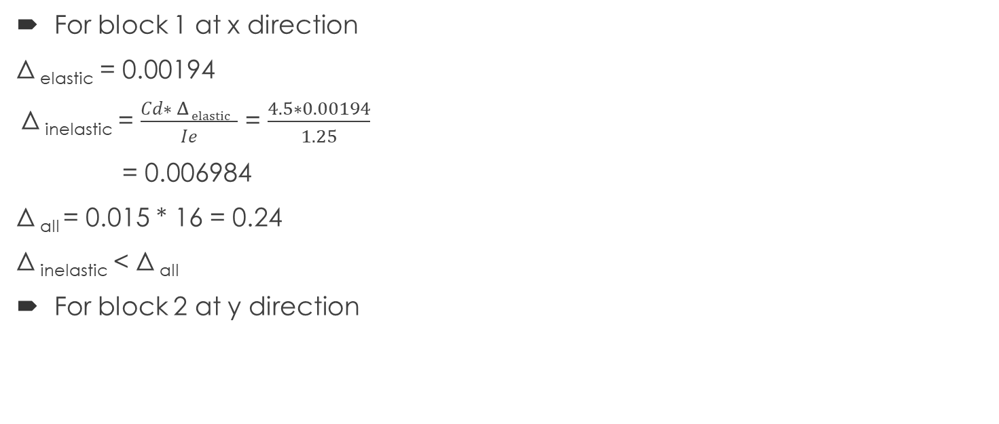 For block 1 at x direction
Δ elastic = 0.00194
Δ inelastic = Cd* Δ elastic / Ie = 4.5*0.00194 / 1.25
= 0.006984
Δ all = 0.015 * 16 = 0.24
Δ inelastic < Δ all
For block 2 at y direction